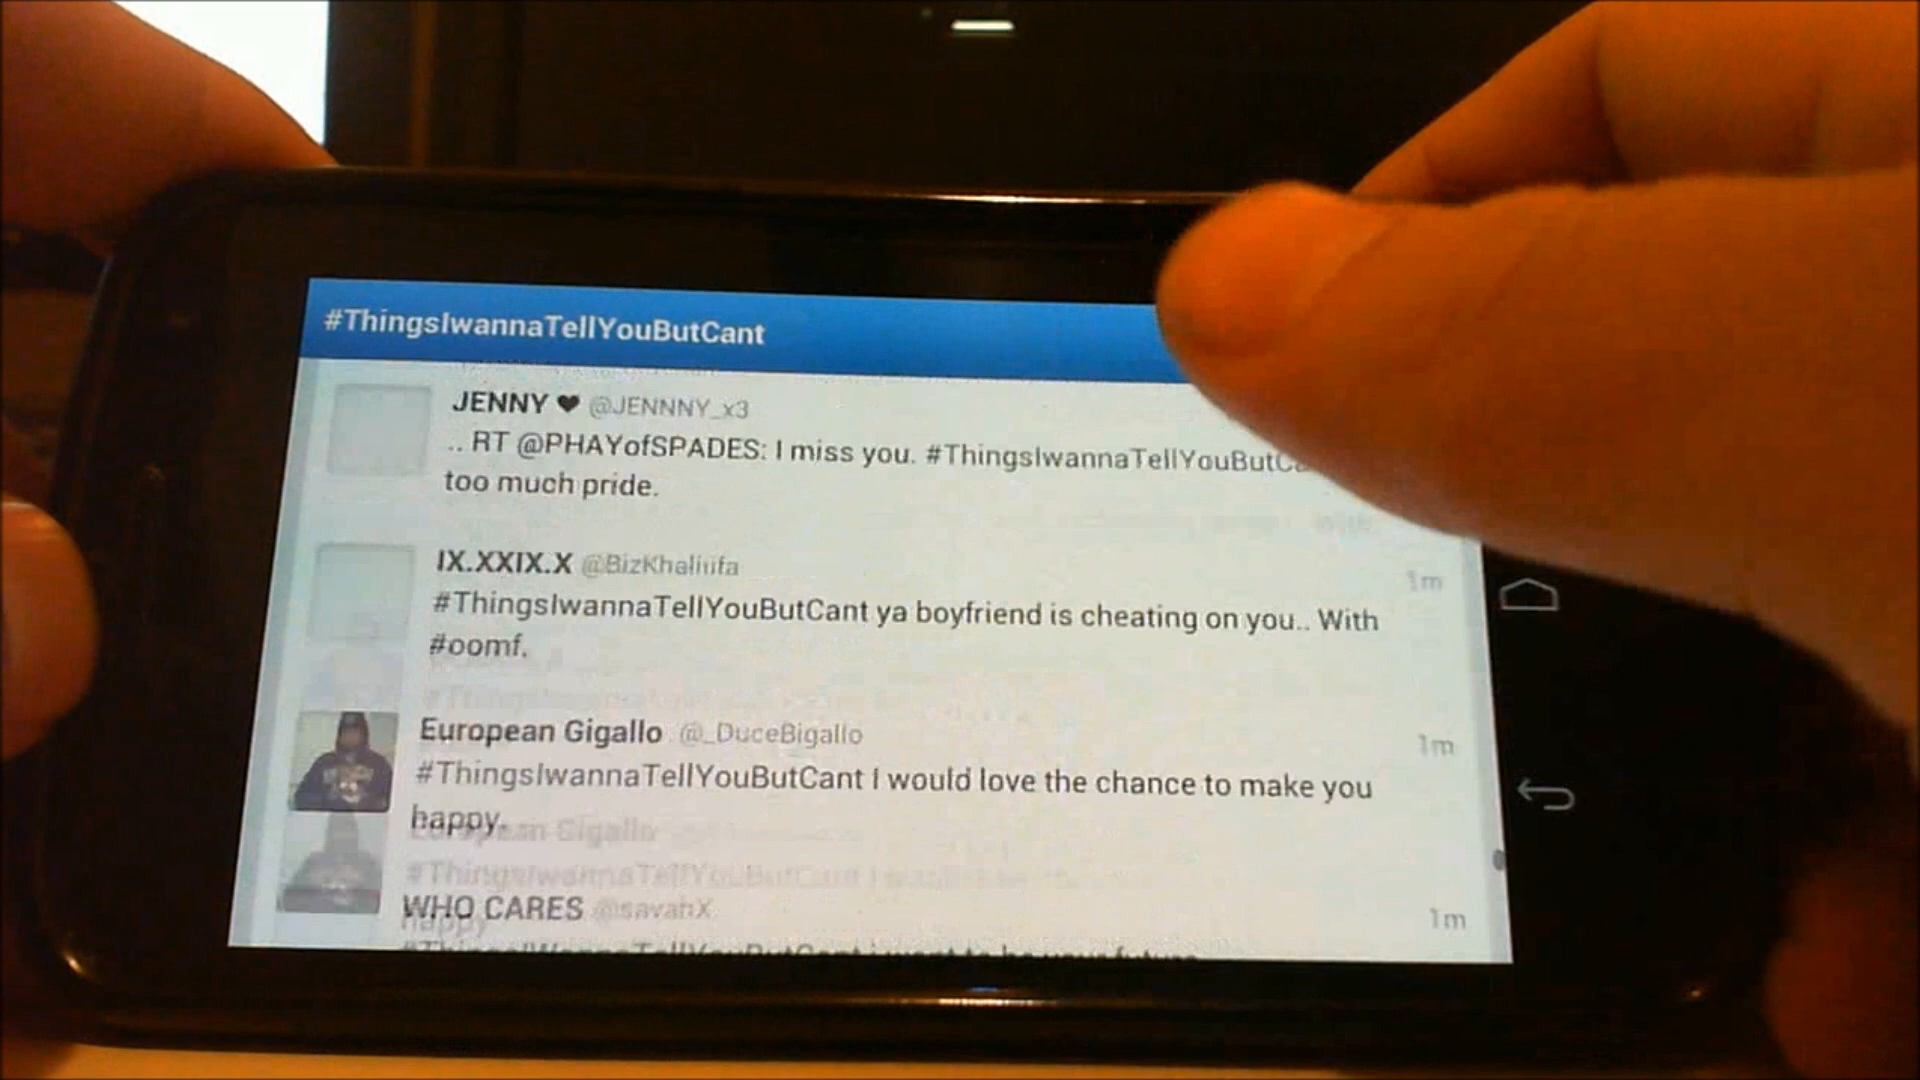 #ThingsIwannaTellYouButCant
JENNY ❤ @JENNNY_x3
.. RT @PHAYofSPADES: I miss you. #ThingsIwannaTellYouButCa
too much pride.
IX.XXIX.X @BizKhaliufa
1m
#ThingsIwannaTellYouButCant ya boyfriend is cheating on you.. With
#oomf.
European Gigallo @_DuceBigallo
1m
#ThingsIwannaTellYouButCant I would love the chance to make you
happy.
WHO CARES @savahX
1m